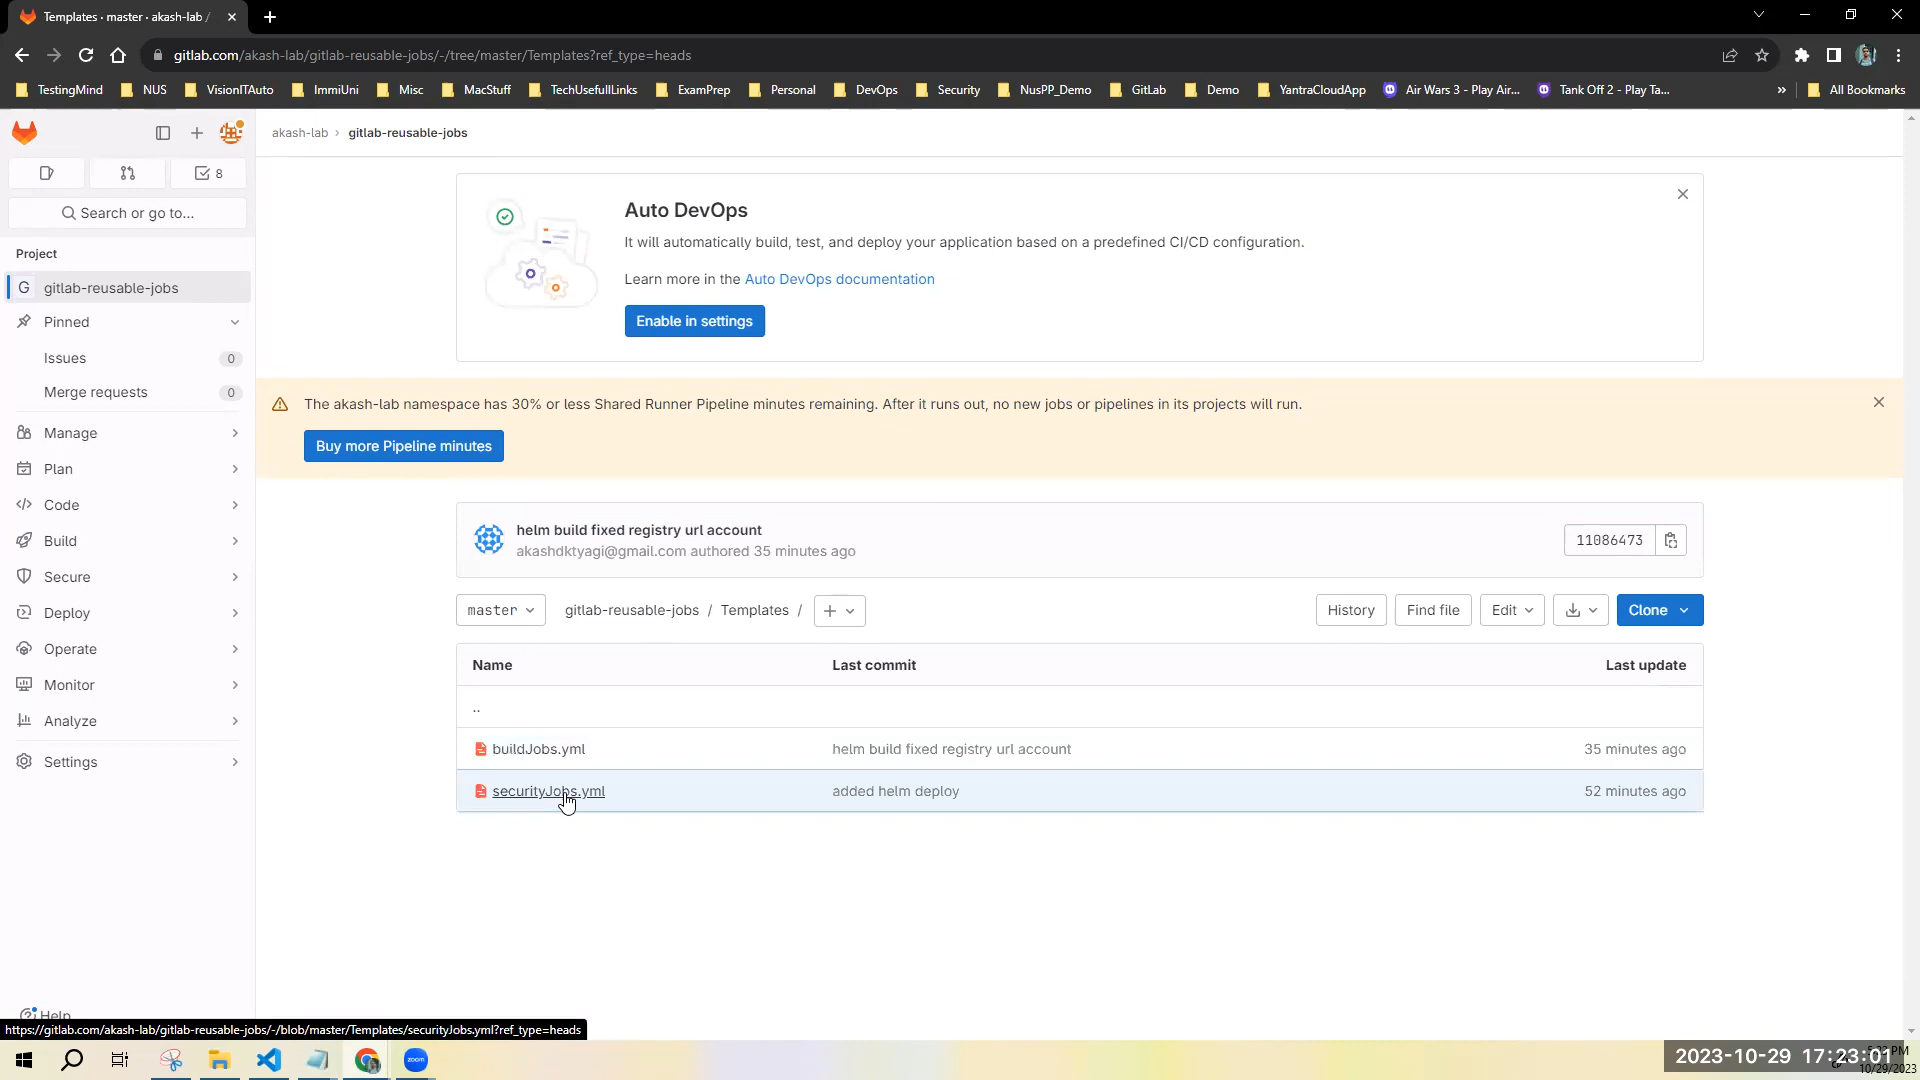 Templates · master · akash-lab /
gitlab.com/akash-lab/gitlab-reusable-jobs/-/tree/master/Templates?ref_type=heads
TestingMind NUS VisionITAuto ImmiUni Misc MacStuff TechUsefullLinks ExamPrep Personal DevOps Security NusPP_Demo GitLab Demo YantraCloudApp Air Wars 3 - Play Air... Tank Off 2 - Play Ta... » All Bookmarks
akash-lab › gitlab-reusable-jobs
8
Search or go to...
Project
G gitlab-reusable-jobs
Pinned
Issues 0
Merge requests 0
Manage
Plan
Code
Build
Secure
Deploy
Operate
Monitor
Analyze
Settings
Help
Auto DevOps
It will automatically build, test, and deploy your application based on a predefined CI/CD configuration.
Learn more in the Auto DevOps documentation
Enable in settings
The akash-lab namespace has 30% or less Shared Runner Pipeline minutes remaining. After it runs out, no new jobs or pipelines in its projects will run.
Buy more Pipeline minutes
helm build fixed registry url account
akashdktyagi@gmail.com authored 35 minutes ago
11086473
master gitlab-reusable-jobs / Templates / +
History Find file Edit Clone
Name Last commit Last update
..
buildJobs.yml helm build fixed registry url account 35 minutes ago
securityJobs.yml added helm deploy 52 minutes ago
https://gitlab.com/akash-lab/gitlab-reusable-jobs/-/blob/master/Templates/securityJobs.yml?ref_type=heads
zoom
2023-10-29 17:23:01
PM
10/29/2023